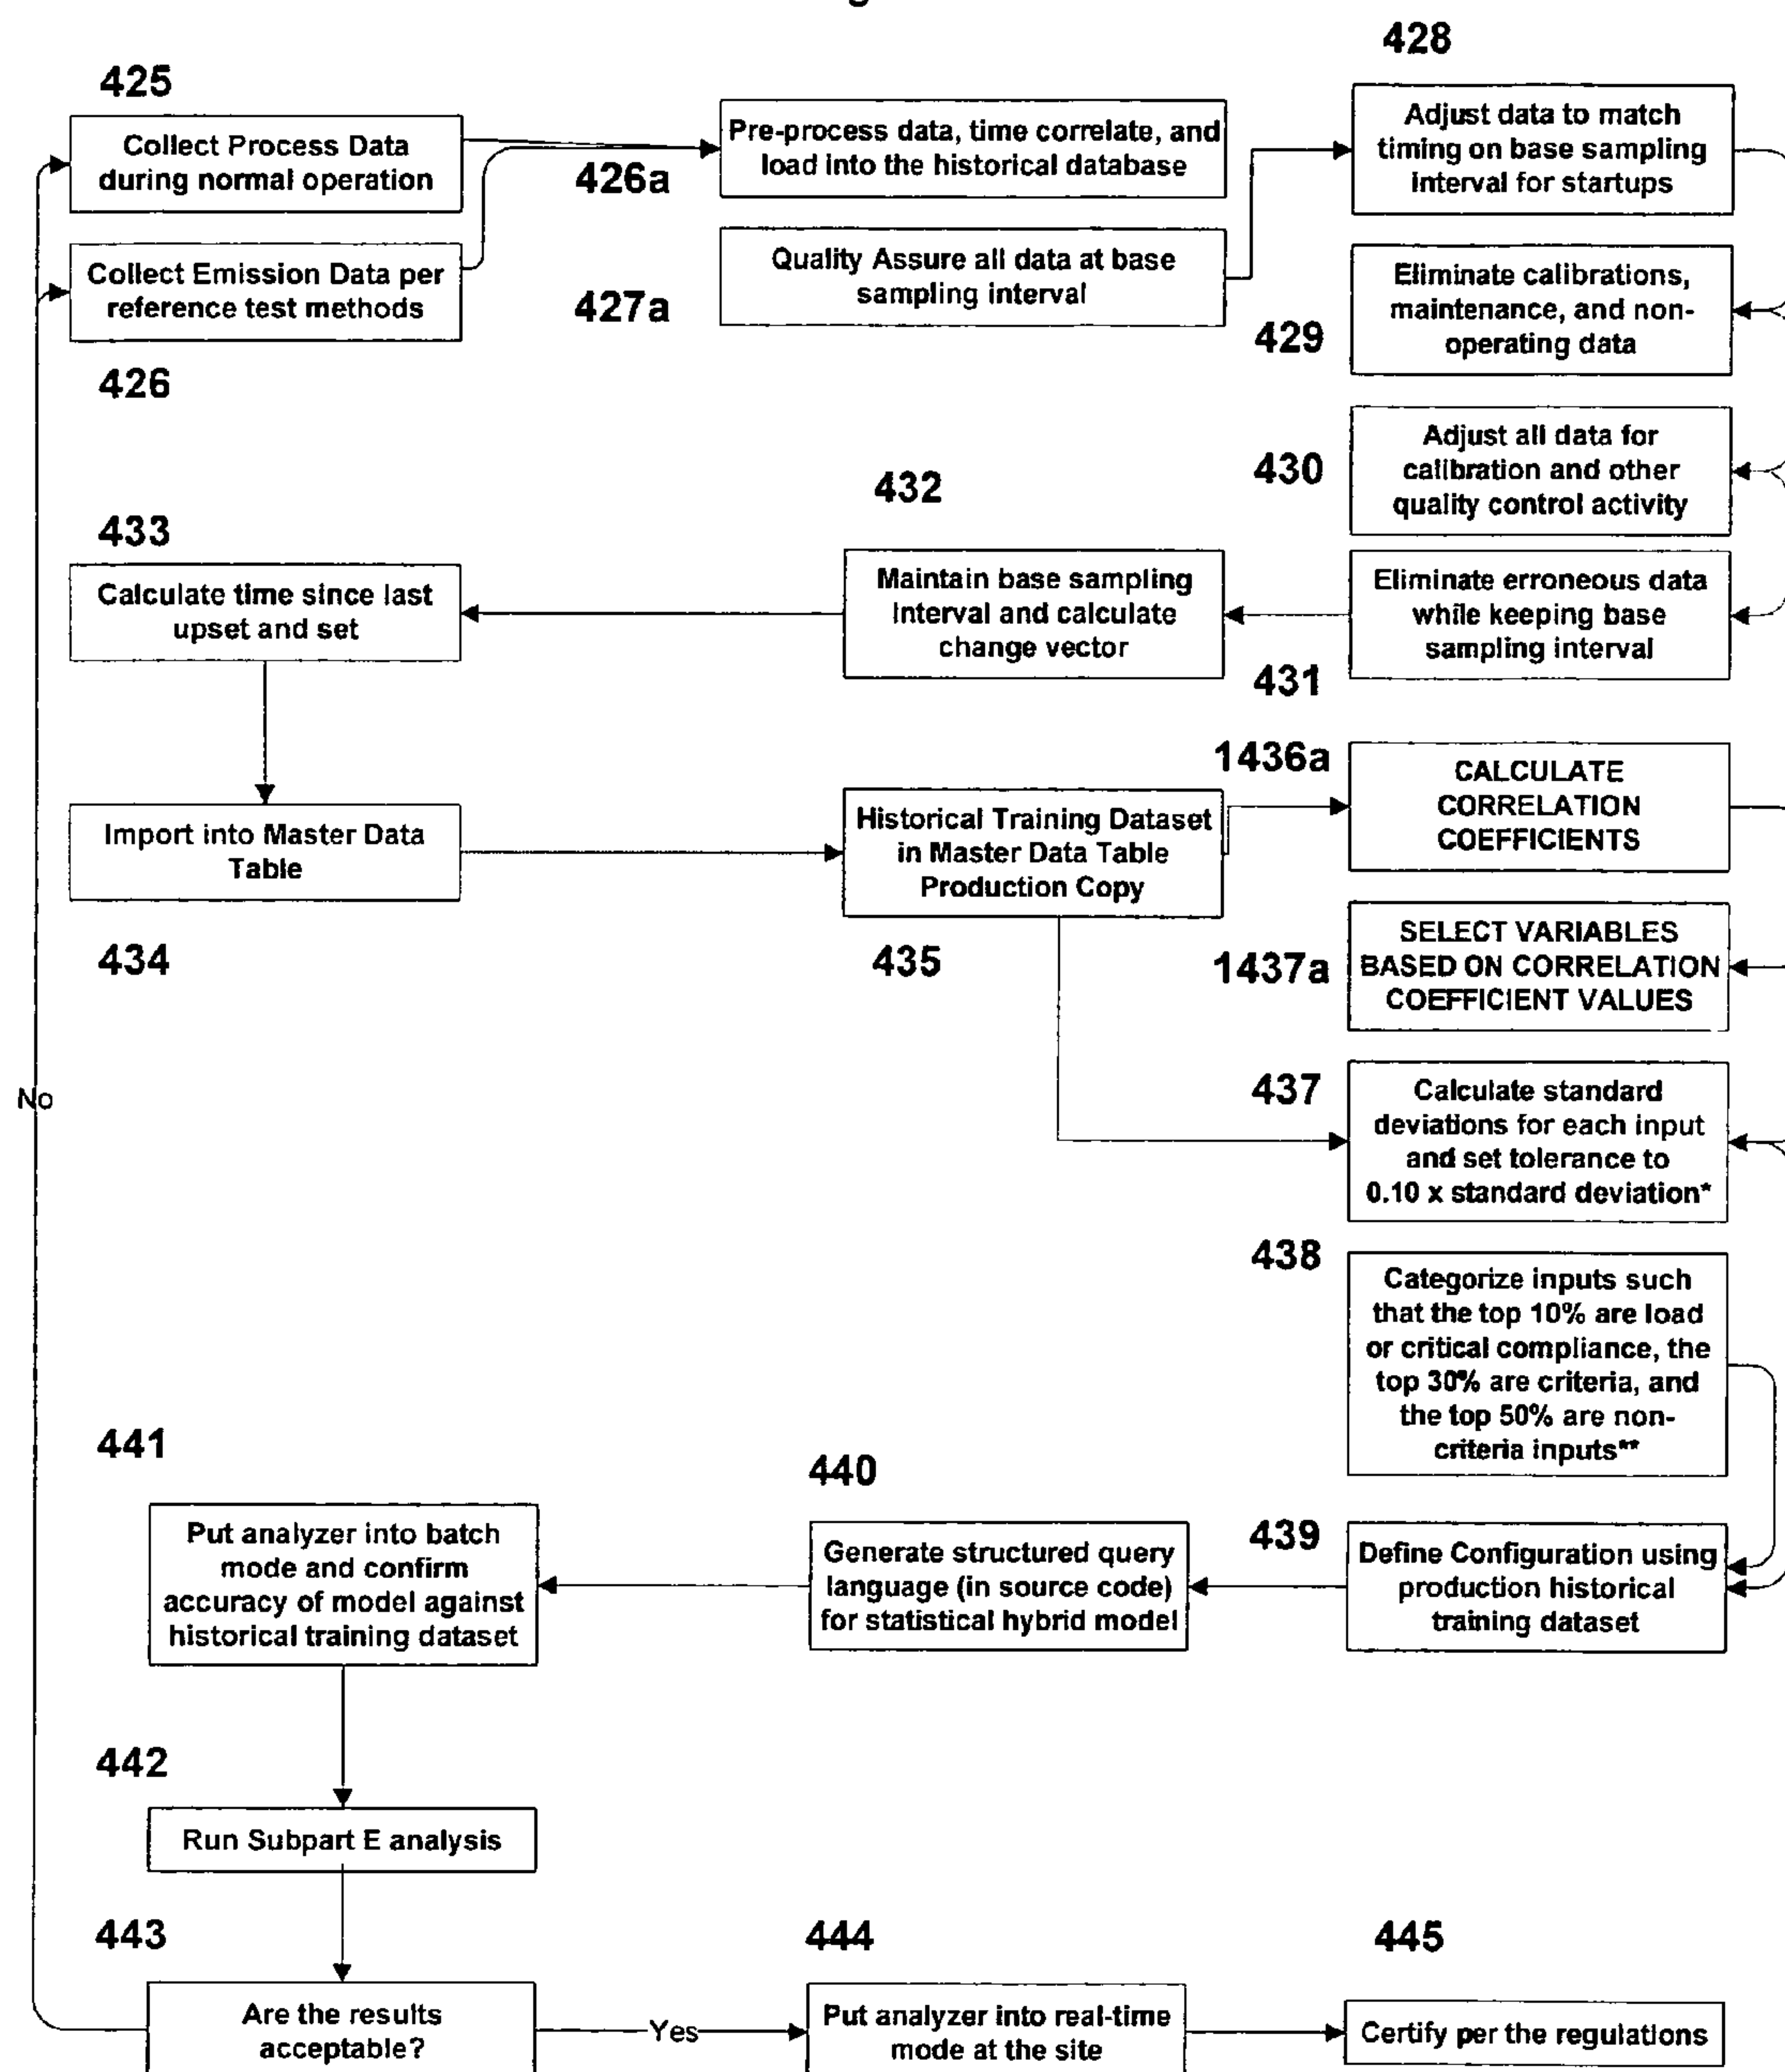 428
425
Collect Process Data
during normal operation
Pre-process data, time correlate, and
load into the historical database
Adjust data to match
timing on base sampling
interval for startups
426a
Collect Emission Data per
reference test methods
Quality Assure all data at base
sampling interval
427a
Eliminate calibrations,
maintenance, and non-
operating data
429
426
Adjust all data for
calibration and other
quality control activity
430
432
433
Calculate time since last
upset and set
Maintain base sampling
interval and calculate
change vector
Eliminate erroneous data
while keeping base
sampling interval
431
1436a
CALCULATE
CORRELATION
COEFFICIENTS
Import into Master Data
Table
Historical Training Dataset
in Master Data Table
Production Copy
434
435
1437a
SELECT VARIABLES
BASED ON CORRELATION
COEFFICIENT VALUES
No
437
Calculate standard
deviations for each input
and set tolerance to
0.10 x standard deviation*
438
Categorize inputs such
that the top 10% are load
or critical compliance, the
top 30% are criteria, and
the top 50% are non-
criteria inputs**
441
440
439
Put analyzer into batch
mode and confirm
accuracy of model against
historical training dataset
Generate structured query
language (in source code)
for statistical hybrid model
Define Configuration using
production historical
training dataset
442
Run Subpart E analysis
443
444
445
Are the results
acceptable?
Yes
Put analyzer into real-time
mode at the site
Certify per the regulations